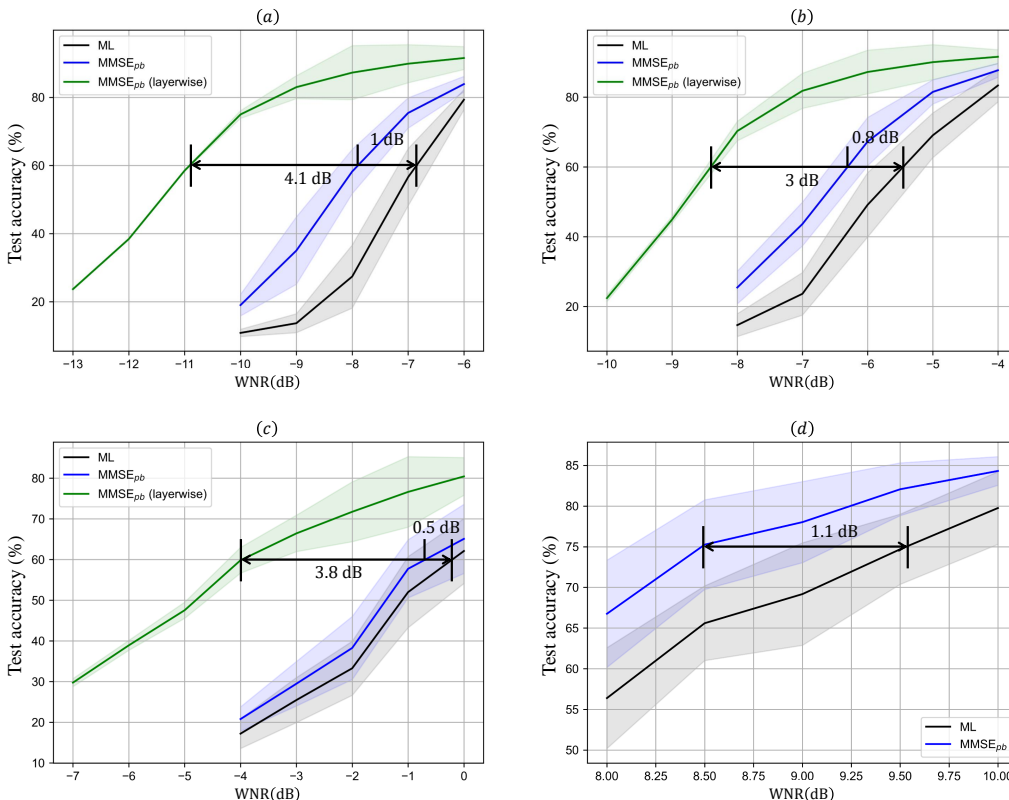 (a)
ML
MMSE_pb
MMSE_pb (layerwise)
1 dB
4.1 dB
Test accuracy (%)
80
60
40
20
−13 −12 −11 −10 −9 −8 −7 −6
WNR(dB)
(b)
ML
MMSE_pb
MMSE_pb (layerwise)
0.8 dB
3 dB
Test accuracy (%)
80
60
40
20
−10 −9 −8 −7 −6 −5 −4
WNR(dB)
(c)
ML
MMSE_pb
MMSE_pb (layerwise)
0.5 dB
3.8 dB
Test accuracy (%)
80
70
60
50
40
30
20
10
−7 −6 −5 −4 −3 −2 −1 0
WNR(dB)
(d)
1.1 dB
Test accuracy (%)
85
80
75
70
65
60
55
50
ML
MMSE_pb
8.00 8.25 8.50 8.75 9.00 9.25 9.50 9.75 10.00
WNR(dB)